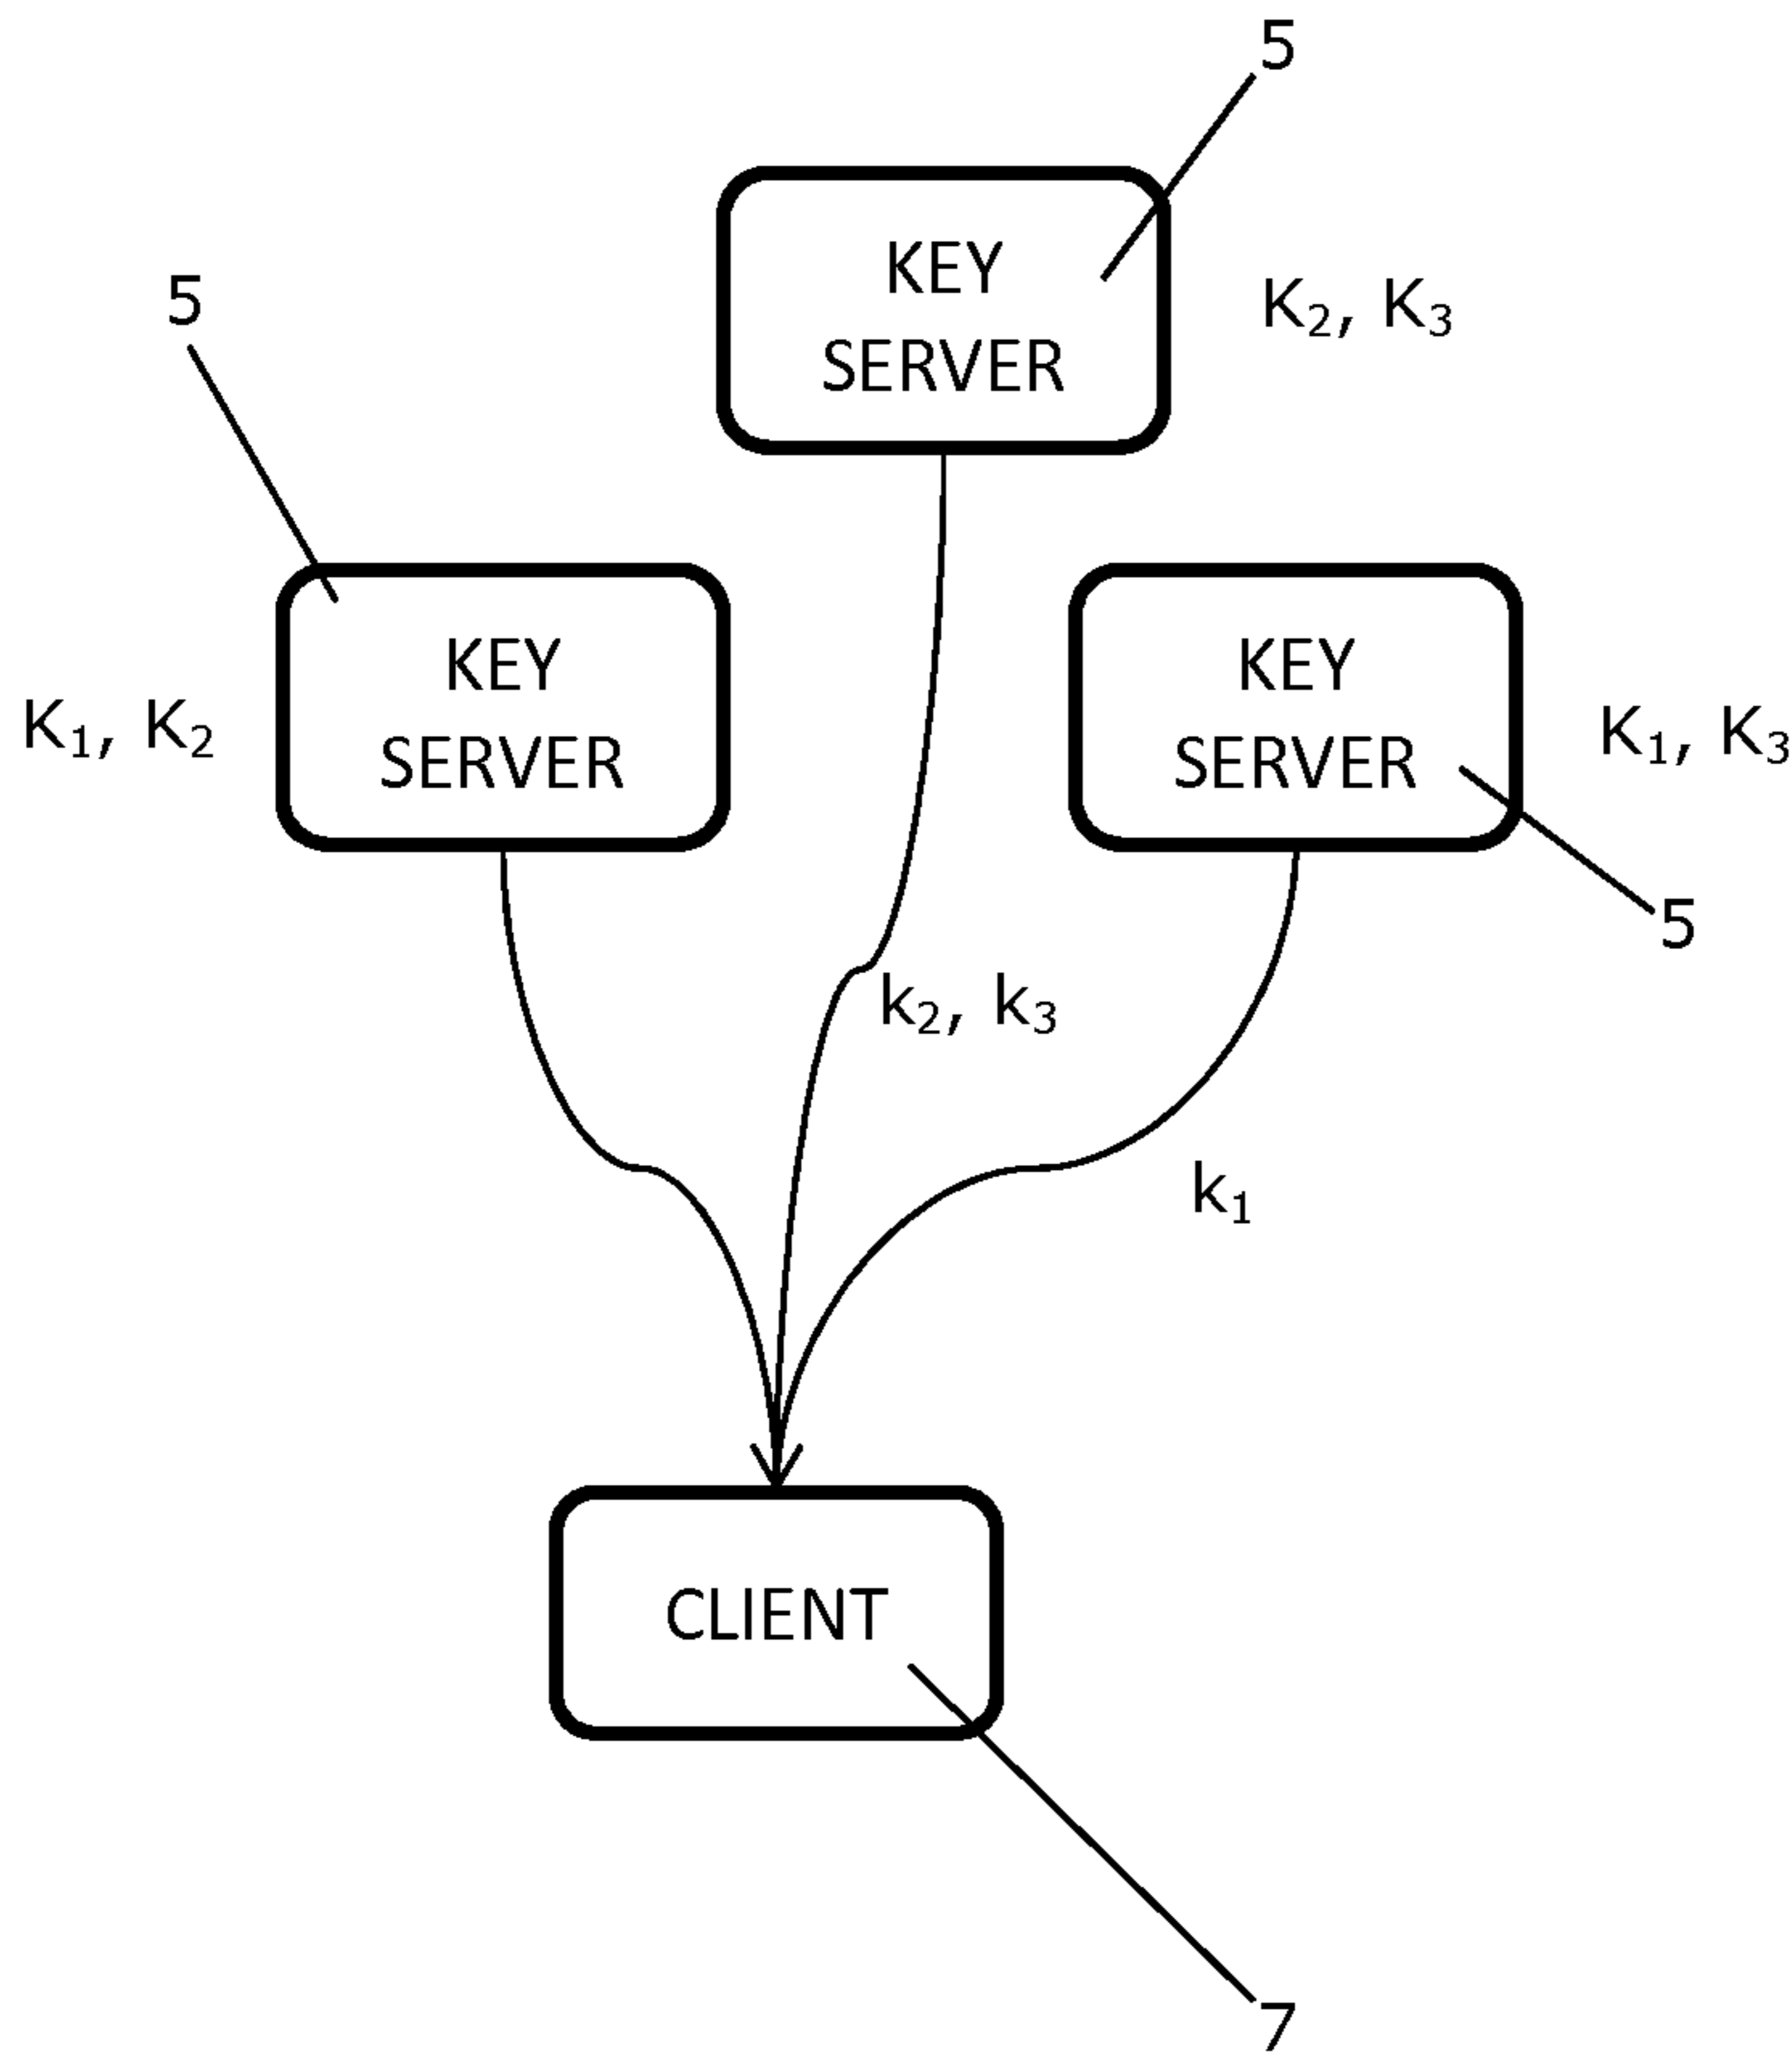 5
KEY
SERVER
K₂, K₃
5
KEY
SERVER
K₁, K₂
KEY
SERVER
K₁, K₃
5
k₂, k₃
k₁
CLIENT
7